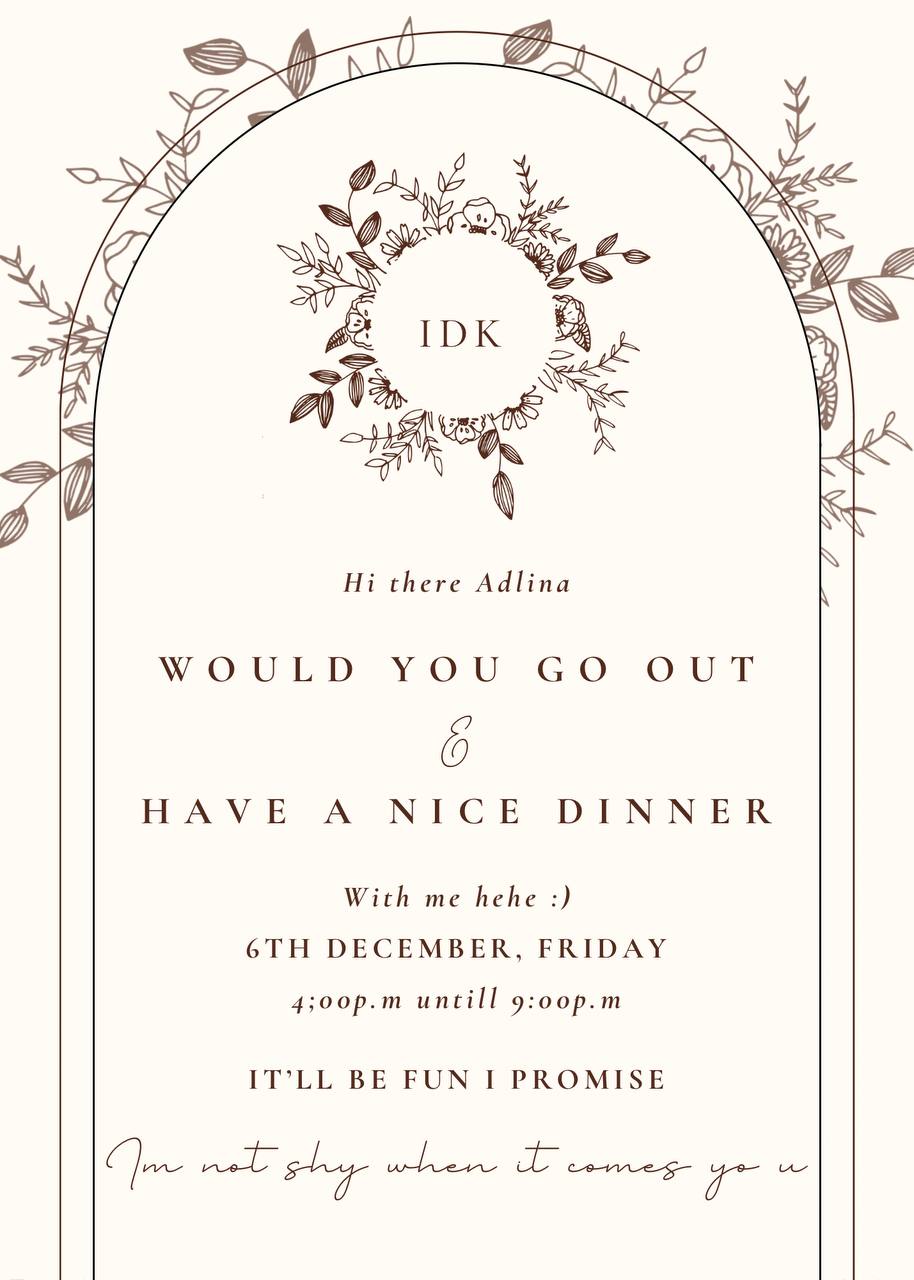 IDK
Hi there Adlina
WOULD YOU GO OUT
&
HAVE A NICE DINNER
With me hehe :)
6TH DECEMBER, FRIDAY
4;00p.m untill 9:00p.m
IT'LL BE FUN I PROMISE
Im not shy when it comes yo u